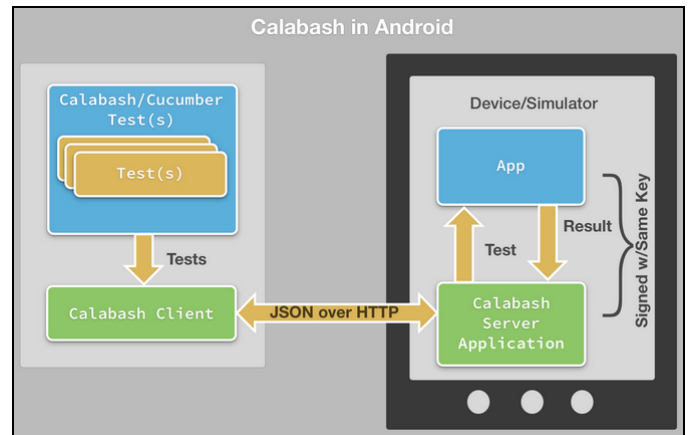 Calabash in Android
Calabash/Cucumber
Test(s)
Test(s)
Tests
Calabash Client
JSON over HTTP
Device/Simulator
App
Test
Result
Calabash
Server
Application
Signed w/Same Key